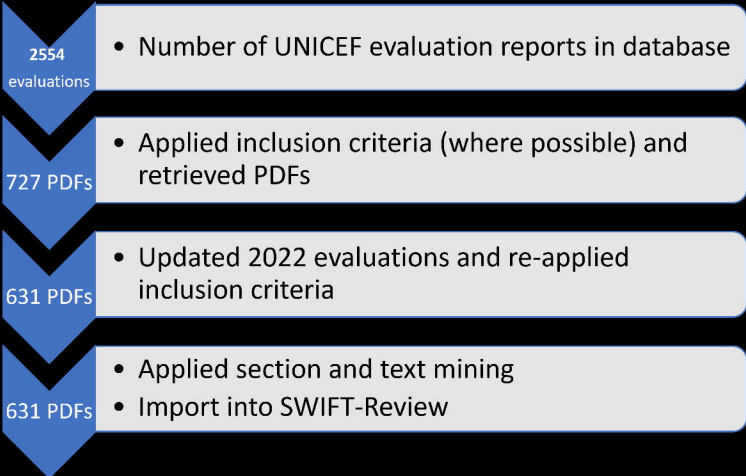 2554
evaluations
• Number of UNICEF evaluation reports in database
727 PDFs
• Applied inclusion criteria (where possible) and
retrieved PDFs
631 PDFs
• Updated 2022 evaluations and re-applied
inclusion criteria
631 PDFs
• Applied section and text mining
• Import into SWIFT-Review